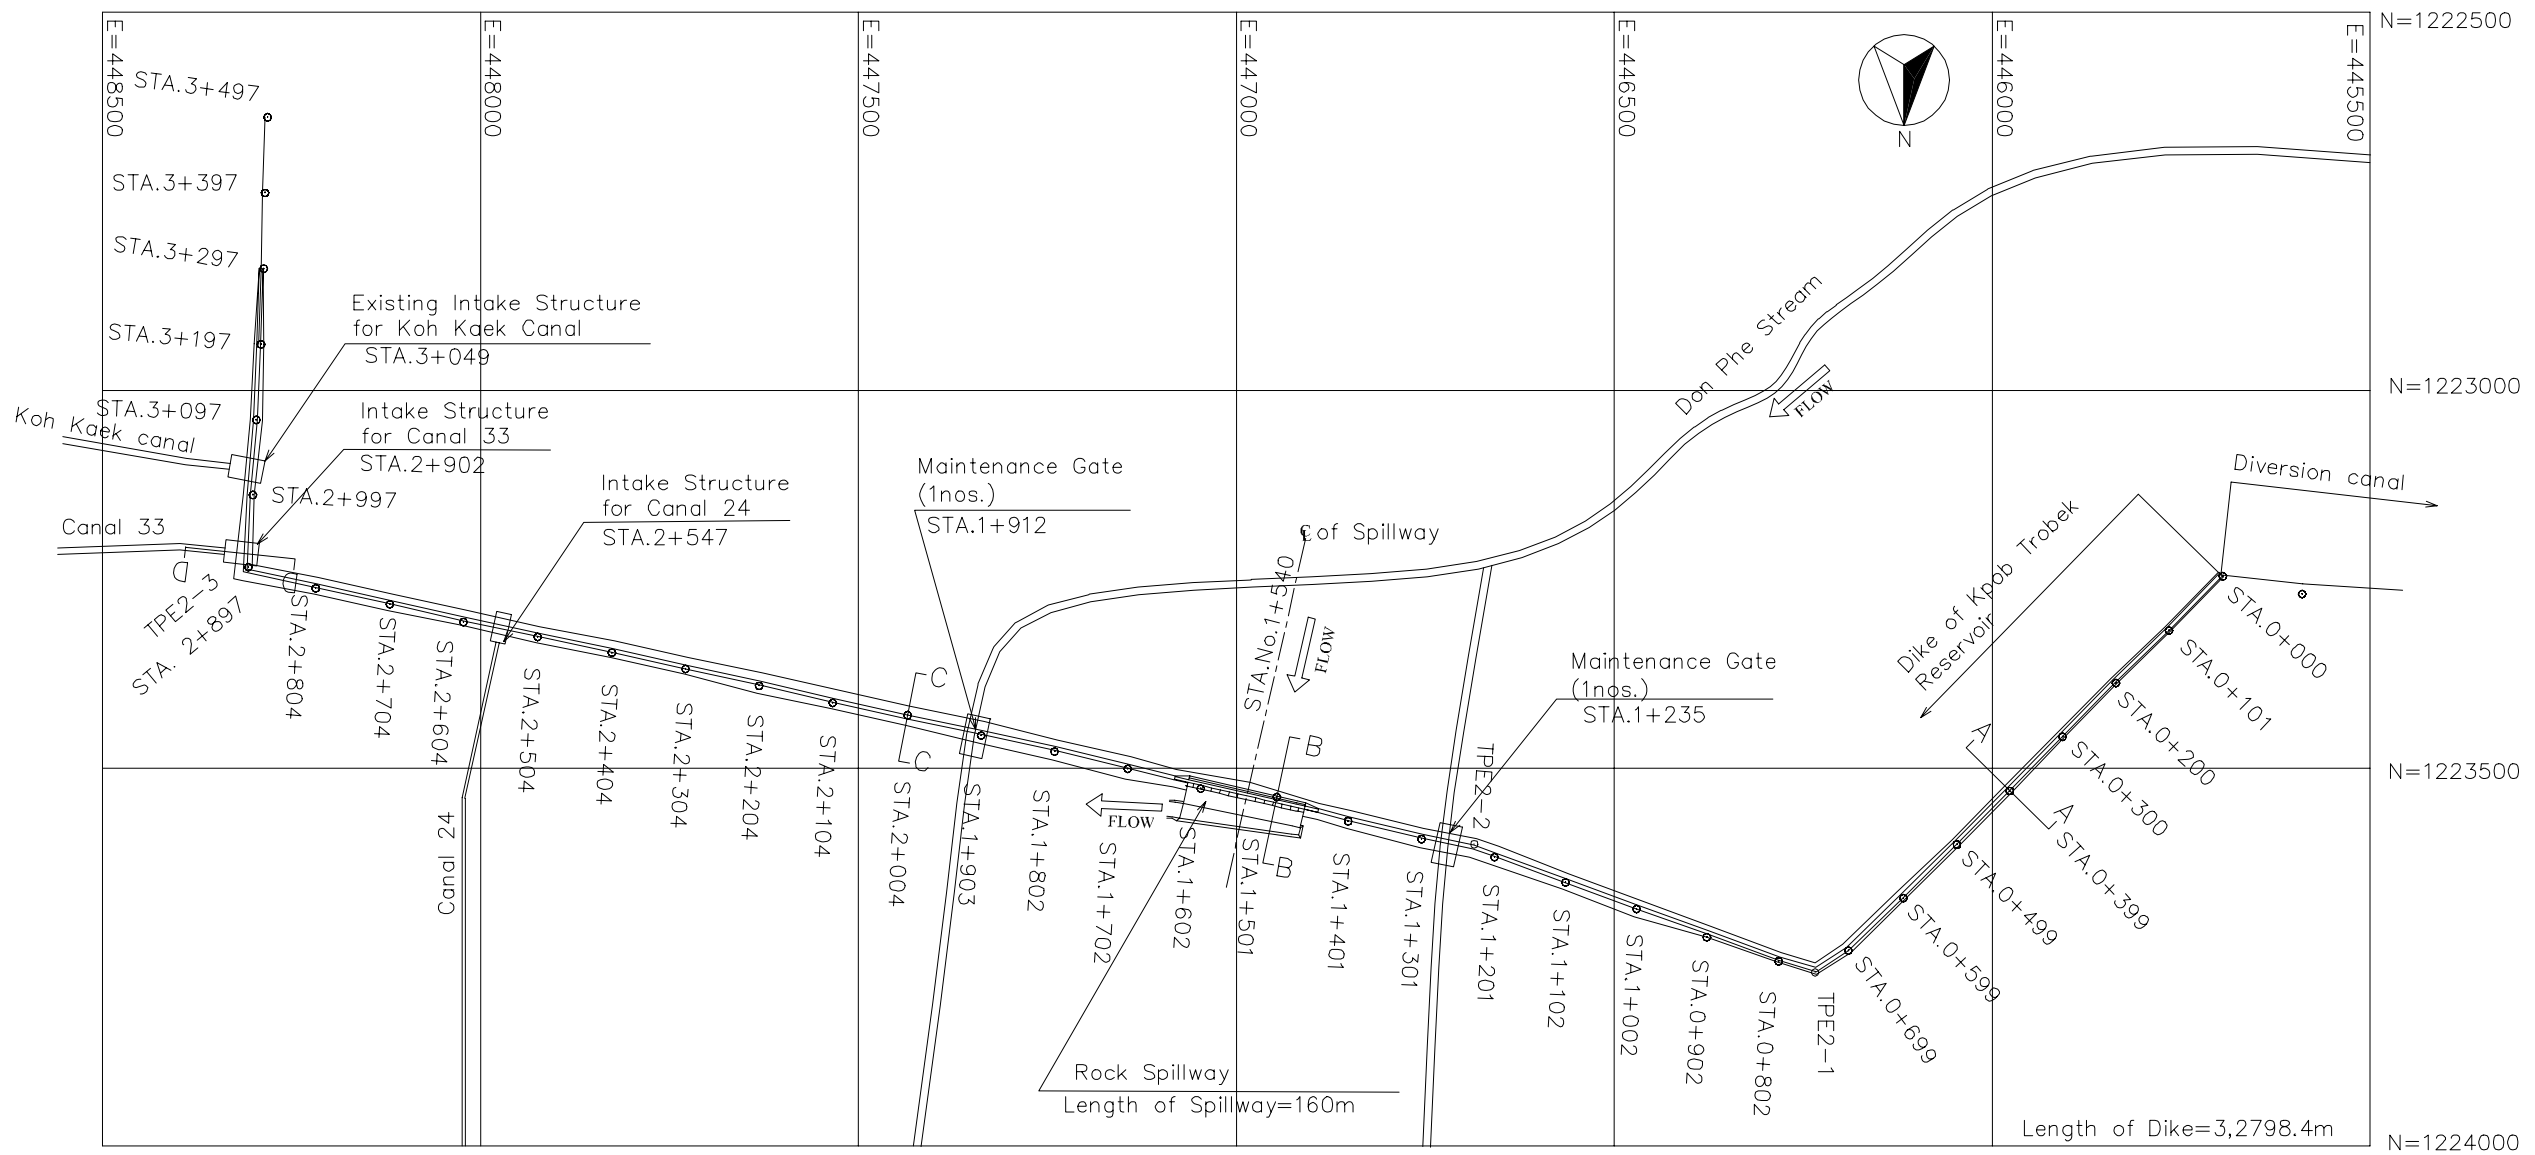 E=448500
E=448000
E=447500
E=447000
E=446500
E=446000
E=445500
N=1222500
N=1223000
N=1223500
N=1224000
N
STA.3+497
STA.3+397
STA.3+297
STA.3+197
STA.3+097
STA.2+997
Existing Intake Structure
for Koh Kaek Canal
STA.3+049
Intake Structure
for Canal 33
STA.2+902
Koh Kaek canal
Canal 33
D
D
TPE2-3
STA. 2+897
Intake Structure
for Canal 24
STA.2+547
Maintenance Gate
(1nos.)
STA.1+912
℄of Spillway
STA.No.1+540
FLOW
Don Phe Stream
FLOW
Diversion canal
Dike of Kpob Trobek
Reservoir
Maintenance Gate
(1nos.)
STA.1+235
STA.0+000
STA.0+101
STA.0+200
STA.0+300
STA.0+399
STA.0+499
STA.0+599
STA.0+699
A
A
B
B
C
C
STA.2+804
STA.2+704
STA.2+604
STA.2+504
STA.2+404
STA.2+304
STA.2+204
STA.2+104
STA.2+004
STA.1+903
STA.1+802
STA.1+702
STA.1+602
STA.1+501
STA.1+401
STA.1+301
TPE2-2
STA.1+201
STA.1+102
STA.1+002
STA.0+902
STA.0+802
TPE2-1
FLOW
Canal 24
Rock Spillway
Length of Spillway=160m
Length of Dike=3,2798.4m